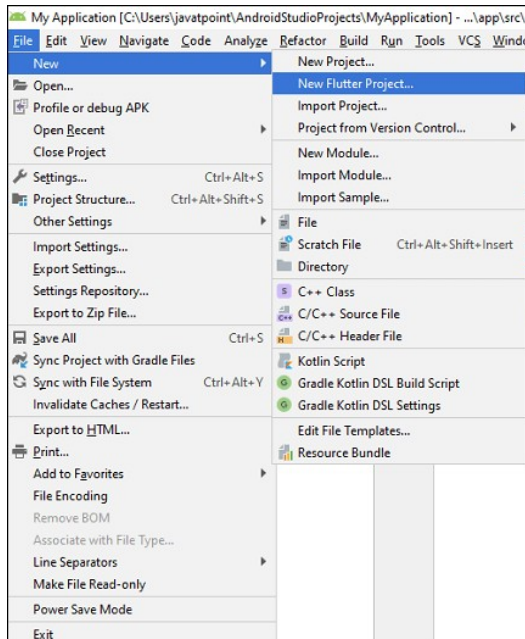 My Application [C:\Users\javatpoint\AndroidStudioProjects\MyApplication] - ...\app\src\
File Edit View Navigate Code Analyze Refactor Build Run Tools VCS Windo
New
Open...
Profile or debug APK
Open Recent
Close Project
Settings... Ctrl+Alt+S
Project Structure... Ctrl+Alt+Shift+S
Other Settings
Import Settings...
Export Settings...
Settings Repository...
Export to Zip File...
Save All Ctrl+S
Sync Project with Gradle Files
Sync with File System Ctrl+Alt+Y
Invalidate Caches / Restart...
Export to HTML...
Print...
Add to Favorites
File Encoding
Remove BOM
Associate with File Type...
Line Separators
Make File Read-only
Power Save Mode
Exit
New Project...
New Flutter Project...
Import Project...
Project from Version Control...
New Module...
Import Module...
Import Sample...
File
Scratch File Ctrl+Alt+Shift+Insert
Directory
S C++ Class
C++ C/C++ Source File
H C/C++ Header File
Kotlin Script
G Gradle Kotlin DSL Build Script
G Gradle Kotlin DSL Settings
Edit File Templates...
Resource Bundle